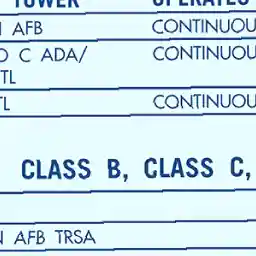 TOWER OPERATES
AFB CONTINUOU
C ADA/ CONTINUOU
TL
TL CONTINUOU
CLASS B, CLASS C,
AFB TRSA